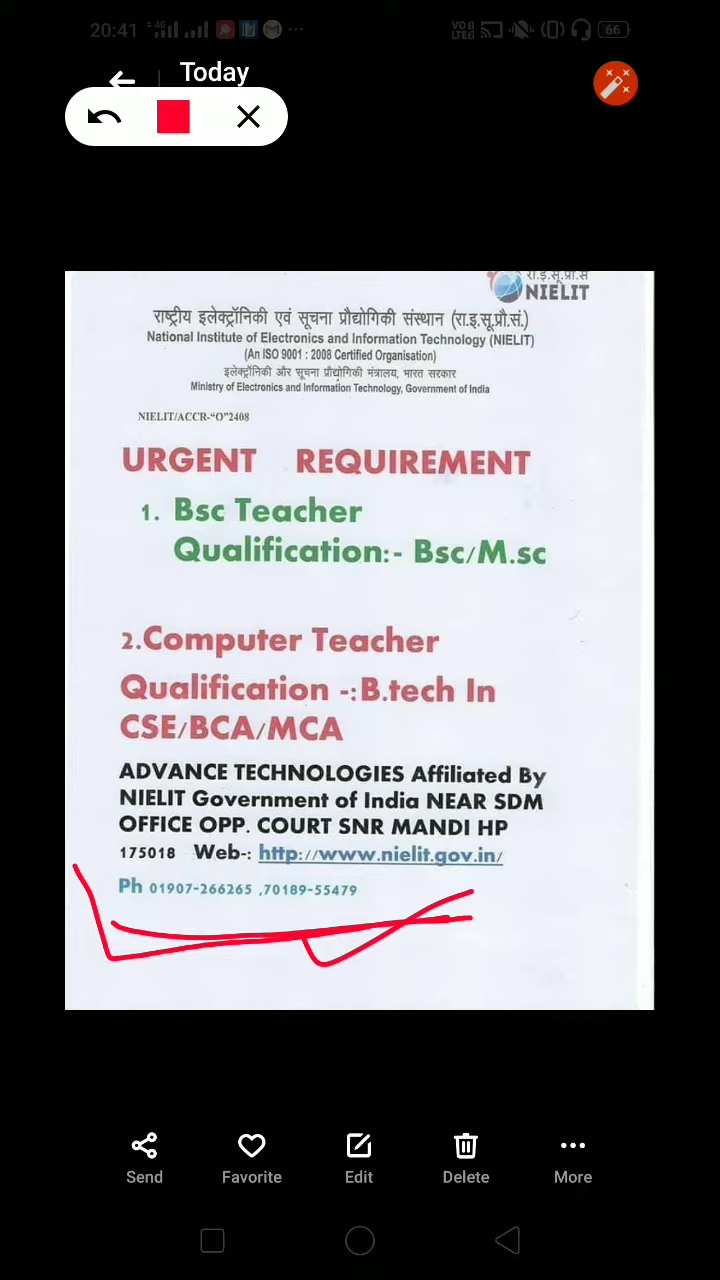 20:41 4G VO LTE 66
Today
रा.इ.सू.प्रौ.सं
NIELIT
राष्ट्रीय इलेक्ट्रॉनिकी एवं सूचना प्रौद्योगिकी संस्थान (रा.इ.सू.प्रौ.सं.)
National Institute of Electronics and Information Technology (NIELIT)
(An ISO 9001 : 2008 Certified Organisation)
इलेक्ट्रॉनिकी और सूचना प्रौद्योगिकी मंत्रालय, भारत सरकार
Ministry of Electronics and Information Technology, Government of India
NIELIT/ACCR-“O”2408
URGENT REQUIREMENT
1. Bsc Teacher
Qualification:- Bsc/M.sc
2.Computer Teacher
Qualification -:B.tech In
CSE/BCA/MCA
ADVANCE TECHNOLOGIES Affiliated By
NIELIT Government of India NEAR SDM
OFFICE OPP. COURT SNR MANDI HP
175018 Web-: http://www.nielit.gov.in/
Ph 01907-266265 ,70189-55479
Send Favorite Edit Delete More